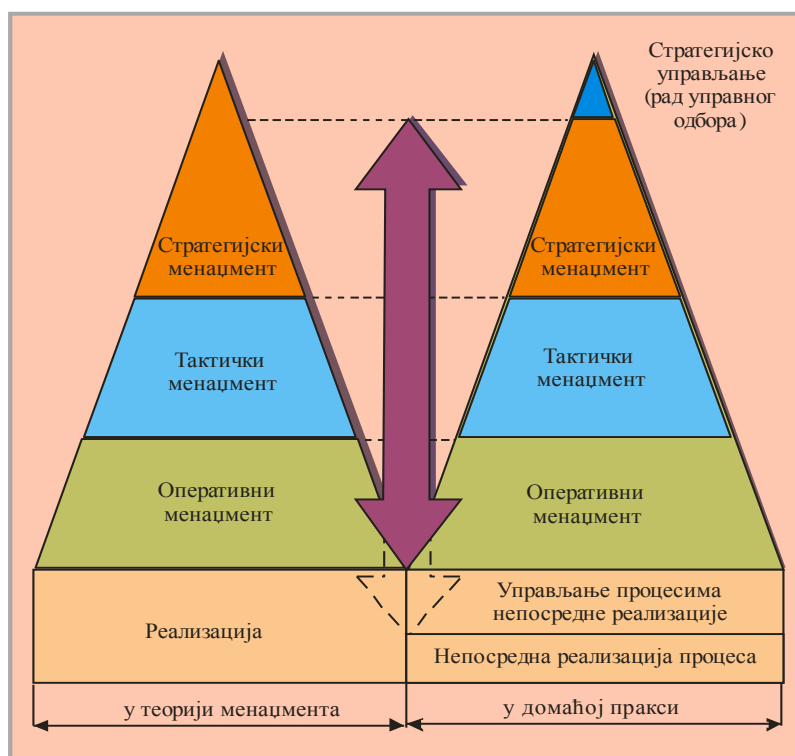 Стратегијско
управљање
(рад управног
одбора)
Стратегијски
менаџмент
Стратегијски
менаџмент
Тактички
менаџмент
Тактички
менаџмент
Оперативни
менаџмент
Оперативни
менаџмент
Реализација
Управљање процесима
непосредне реализације
Непосредна реализација процеса
у теорији менаџмента
у домаћој пракси